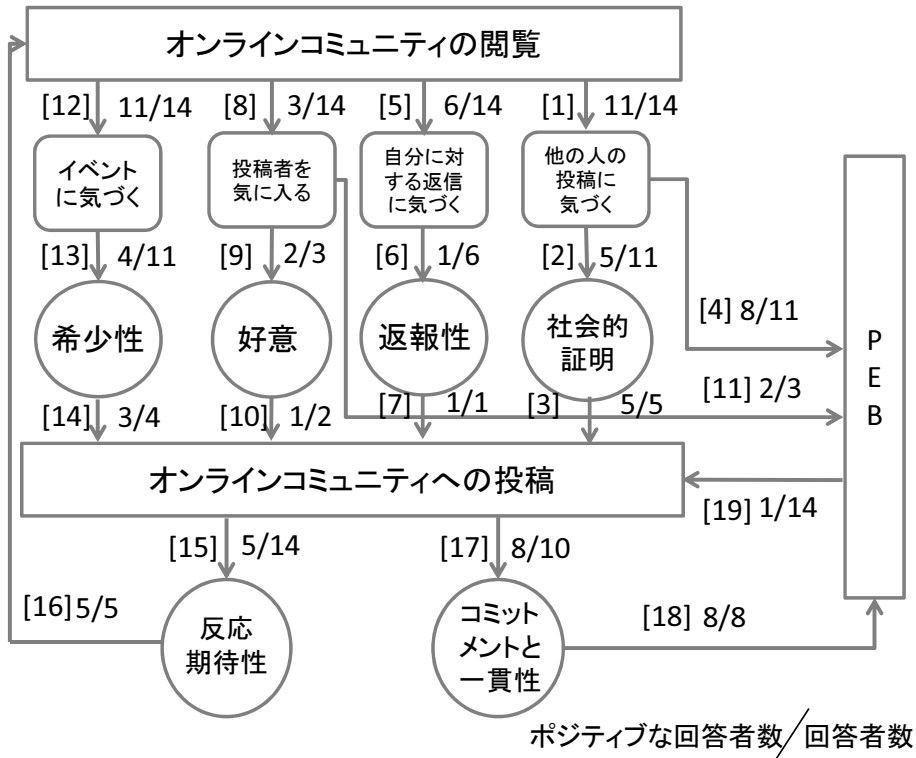 オンラインコミュニティの閲覧
[12] 11/14
[8] 3/14
[5] 6/14
[1] 11/14
イベント
に気づく
投稿者を
気に入る
自分に対
する返信
に気づく
他の人の
投稿に
気づく
[13] 4/11
[9] 2/3
[6] 1/6
[2] 5/11
希少性
好意
返報性
社会的
証明
[4] 8/11
[11] 2/3
P
E
B
[14] 3/4
[10] 1/2
[7] 1/1
[3] 5/5
オンラインコミュニティへの投稿
[19] 1/14
[15] 5/14
[17] 8/10
[16] 5/5
反応
期待性
コミット
メントと
一貫性
[18] 8/8
ポジティブな回答者数/回答者数